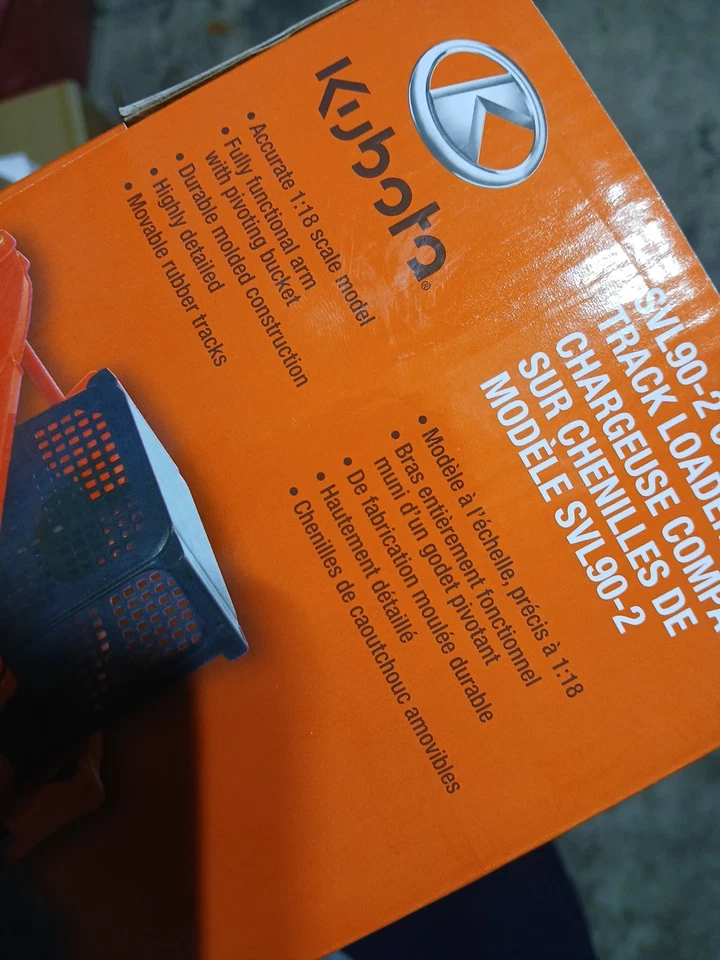 Kubota®
SVL90-2
TRACK LOADER
CHARGEUSE
SUR CHENILLES DE
MODÈLE SVL90-2
• Accurate 1:18 scale model
• Fully functional arm
with pivoting bucket
• Durable molded construction
• Highly detailed
• Movable rubber tracks
• Modèle à l'échelle, précis à 1:18
• Bras entièrement fonctionnel
muni d'un godet pivotant
• De fabrication moulée durable
• Hautement détaillé
• Chenilles de caoutchouc amovibles